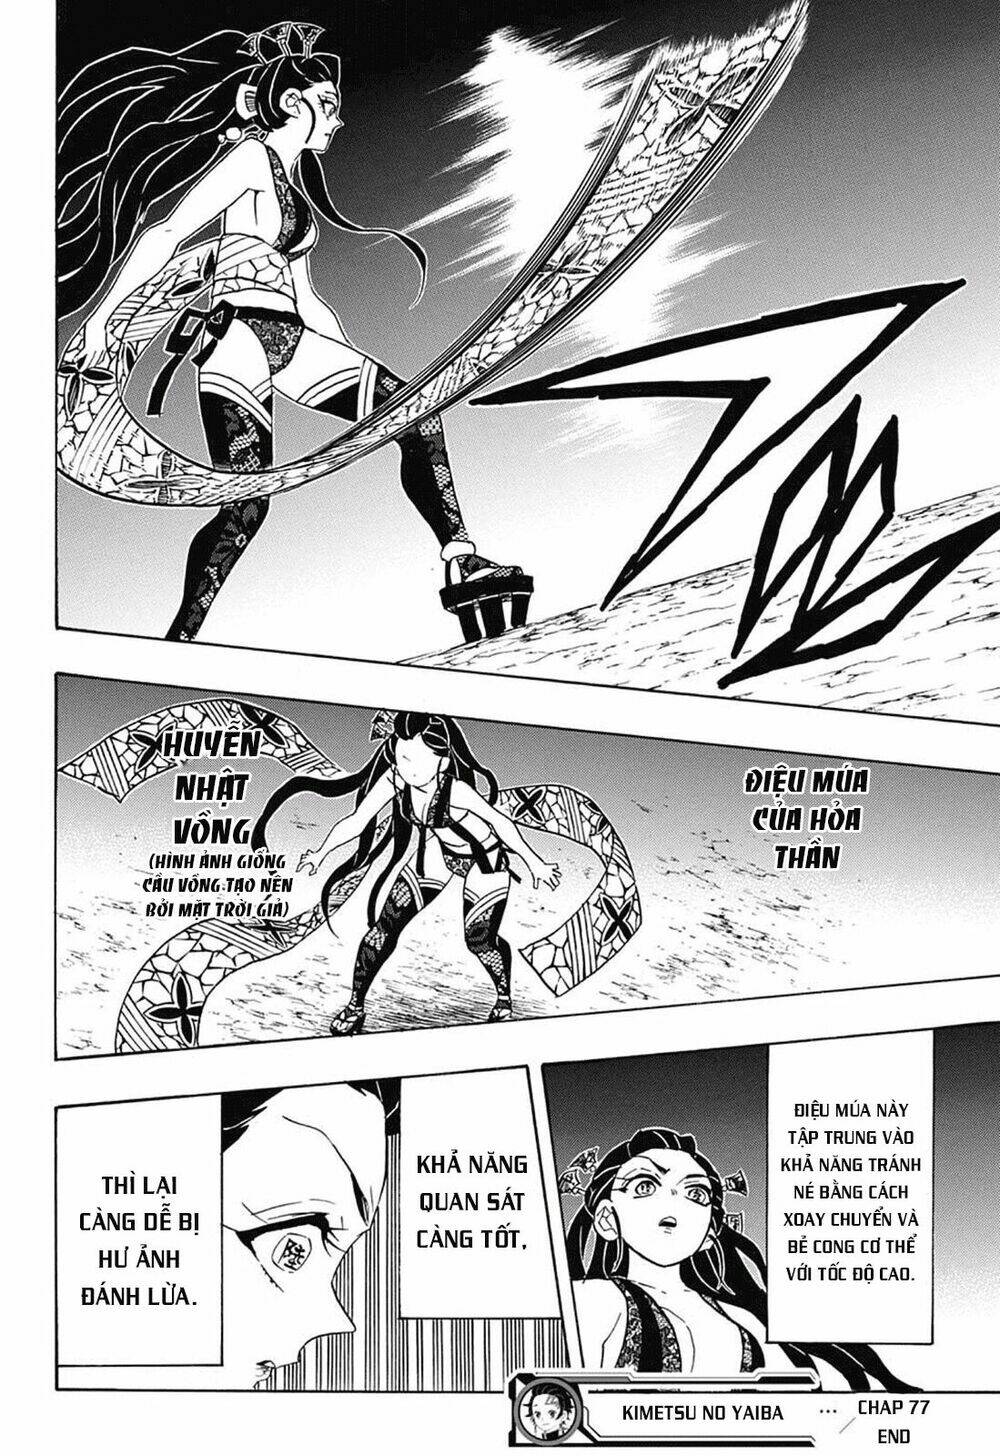 ĐIỆU MÚA
CỦA HỎA
THẦN
HUYỄN
NHẬT
VỒNG
(HÌNH ẢNH GIỐNG
CẦU VỒNG TẠO NÊN
BỞI MẶT TRỜI GIẢ)
ĐIỆU MÚA NÀY
TẬP TRUNG VÀO
KHẢ NĂNG TRÁNH
NÉ BẰNG CÁCH
XOAY CHUYỂN VÀ
BẺ CONG CƠ THỂ
VỚI TỐC ĐỘ CAO.
KHẢ NĂNG
QUAN SÁT
CÀNG TỐT,
THÌ LẠI
CÀNG DỄ BỊ
HƯ ẢNH
ĐÁNH LỪA.
陸
KIMETSU NO YAIBA ... CHAP 77
END